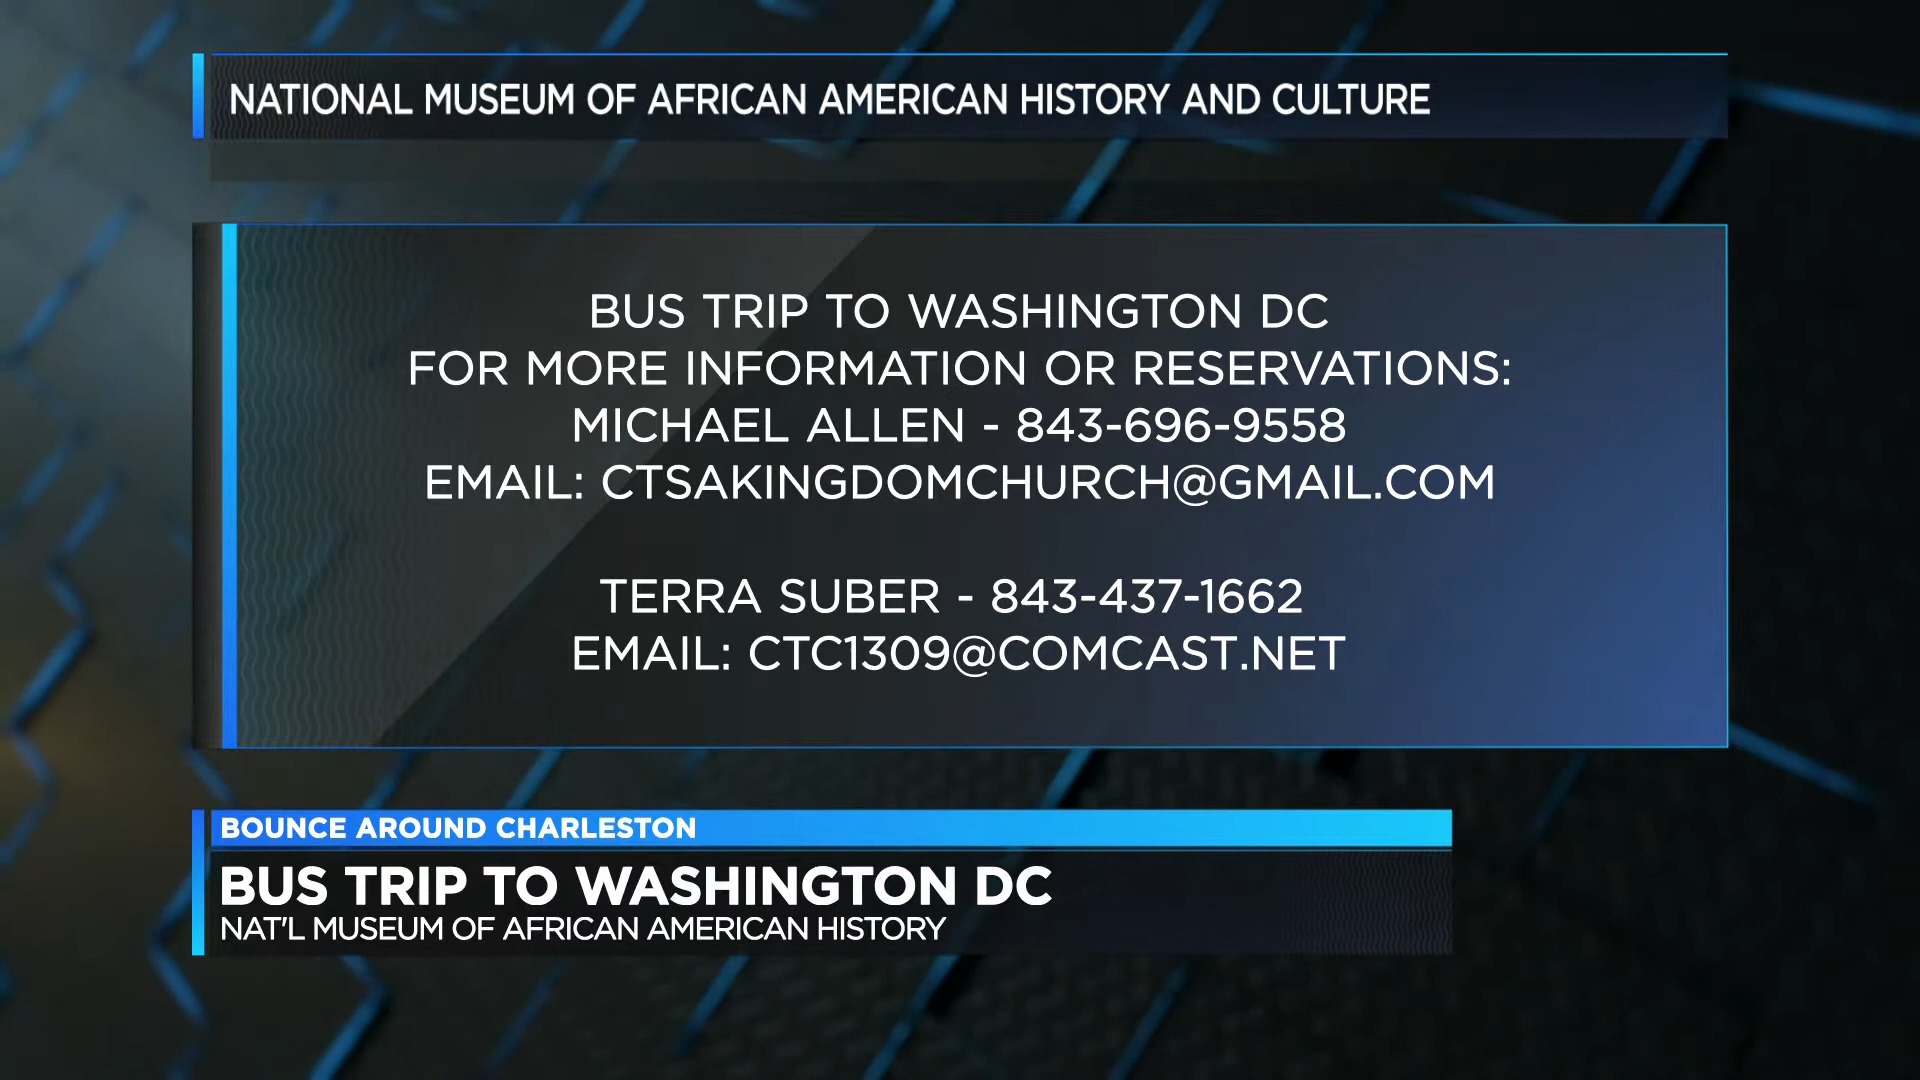 NATIONAL MUSEUM OF AFRICAN AMERICAN HISTORY AND CULTURE
BUS TRIP TO WASHINGTON DC
FOR MORE INFORMATION OR RESERVATIONS:
MICHAEL ALLEN - 843-696-9558
EMAIL: CTSAKINGDOMCHURCH@GMAIL.COM
TERRA SUBER - 843-437-1662
EMAIL: CTC1309@COMCAST.NET
BOUNCE AROUND CHARLESTON
BUS TRIP TO WASHINGTON DC
NAT'L MUSEUM OF AFRICAN AMERICAN HISTORY